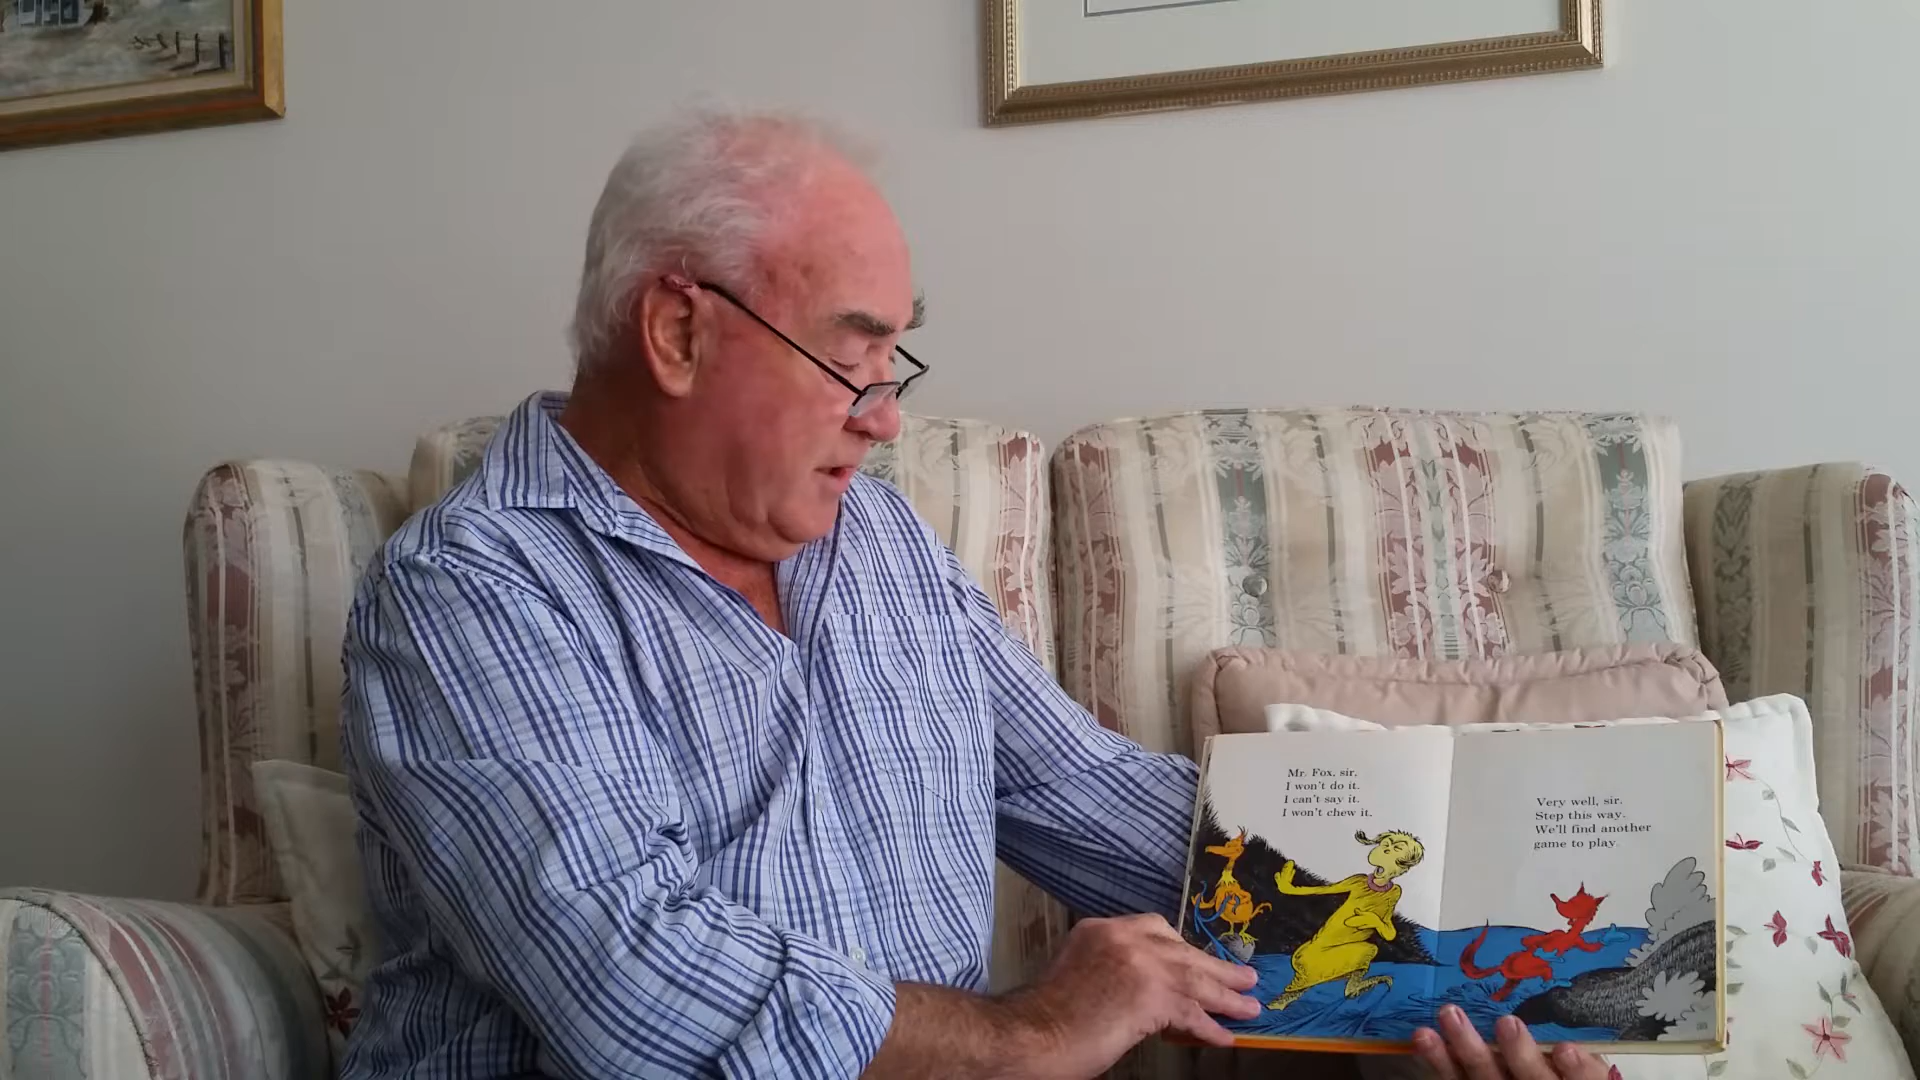 Mr. Fox, sir,
I won't do it.
I can't say it.
I won't chew it.
Very well, sir.
Step this way.
We'll find another
game to play.